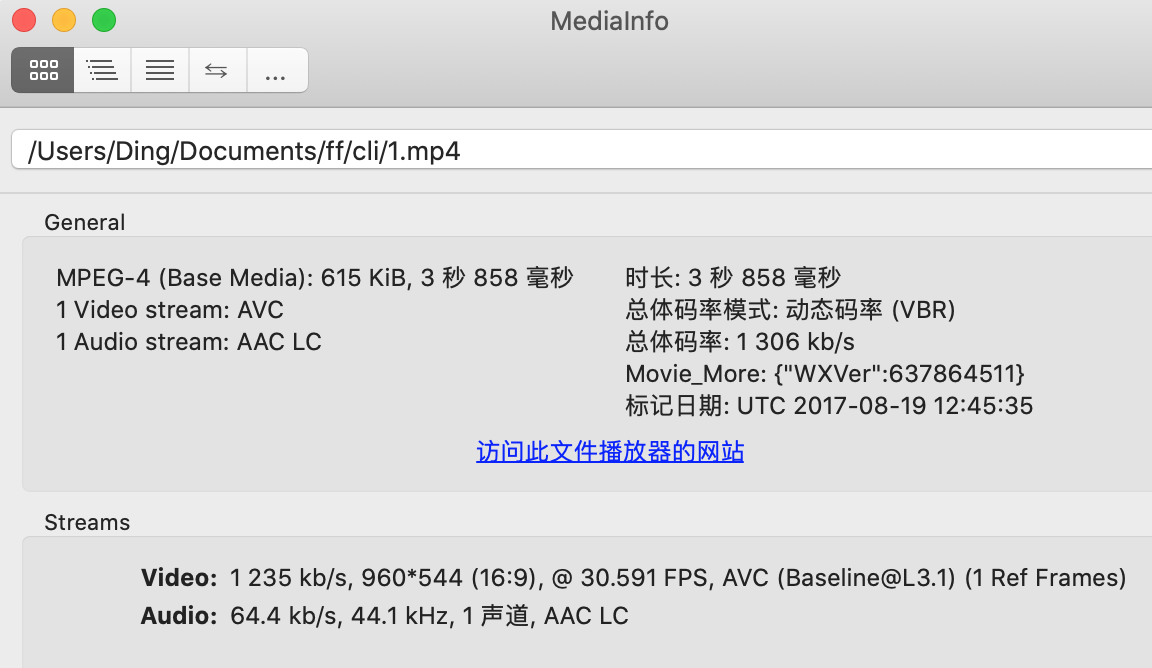 MediaInfo
...
/Users/Ding/Documents/ff/cli/1.mp4
General
MPEG-4 (Base Media): 615 KiB, 3 秒 858 毫秒
1 Video stream: AVC
1 Audio stream: AAC LC
时长: 3 秒 858 毫秒
总体码率模式: 动态码率 (VBR)
总体码率: 1 306 kb/s
Movie_More: {"WXVer":637864511}
标记日期: UTC 2017-08-19 12:45:35
访问此文件播放器的网站
Streams
Video: 1 235 kb/s, 960*544 (16:9), @ 30.591 FPS, AVC (Baseline@L3.1) (1 Ref Frames)
Audio: 64.4 kb/s, 44.1 kHz, 1 声道, AAC LC